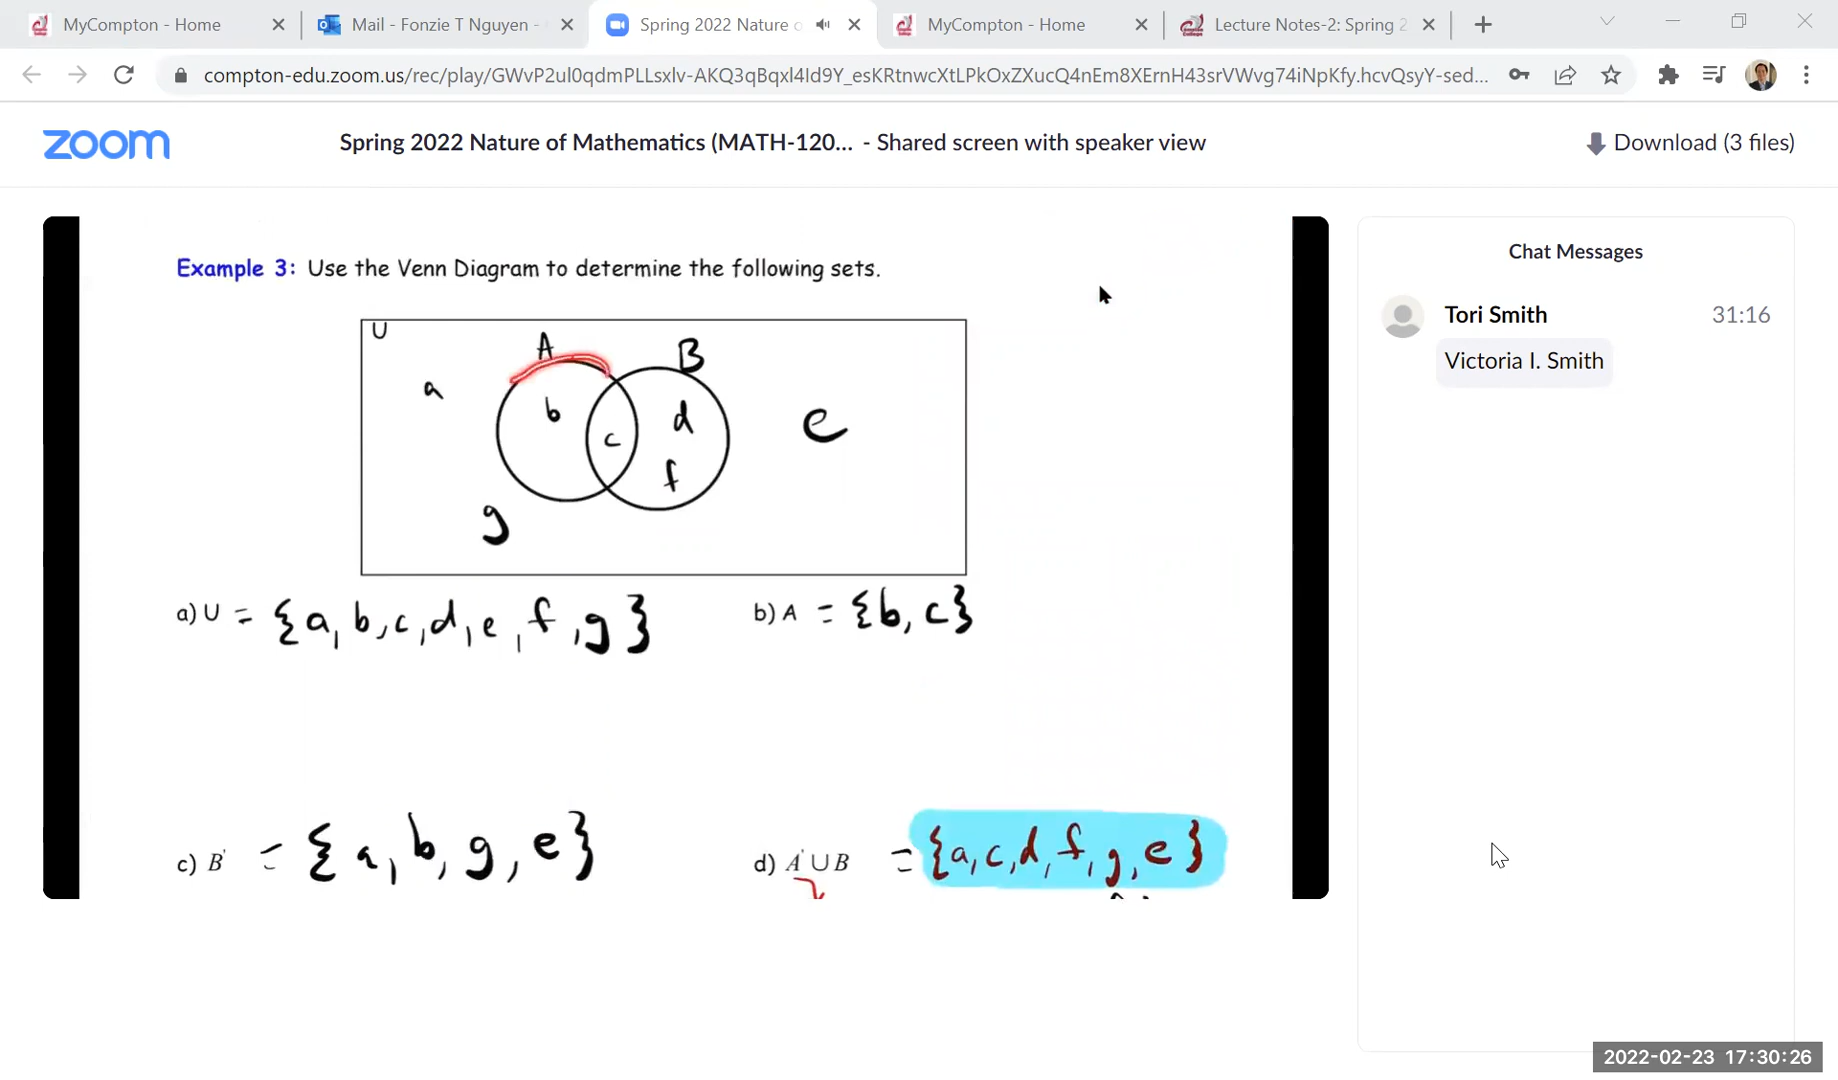 MyCompton - Home
Mail - Fonzie T Nguyen -
Spring 2022 Nature o
MyCompton - Home
Lecture Notes-2: Spring 2
compton-edu.zoom.us/rec/play/GWvP2ul0qdmPLLsxlv-AKQ3qBqxl4Id9Y_esKRtnwcXtLPkOxZXucQ4nEm8XErnH43srVWvg74iNpKfy.hcvQsyY-sed...
zoom
Spring 2022 Nature of Mathematics (MATH-120... - Shared screen with speaker view
Download (3 files)
Example 3: Use the Venn Diagram to determine the following sets.
U
A
B
a
b
c
d
f
e
g
a) U = {a, b, c, d, e, f, g}
b) A = {b, c}
c) B' = {a, b, g, e}
d) A' ∪ B = {a, c, d, f, g, e}
Chat Messages
Tori Smith 31:16
Victoria I. Smith
2022-02-23 17:30:26